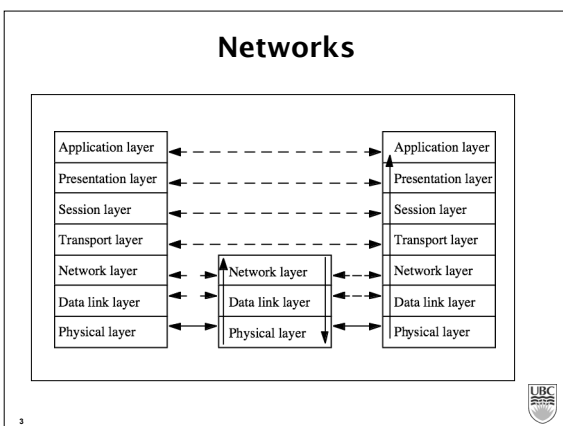 Networks
Application layer
Presentation layer
Session layer
Transport layer
Network layer
Data link layer
Physical layer
Network layer
Data link layer
Physical layer
Application layer
Presentation layer
Session layer
Transport layer
Network layer
Data link layer
Physical layer
UBC
3